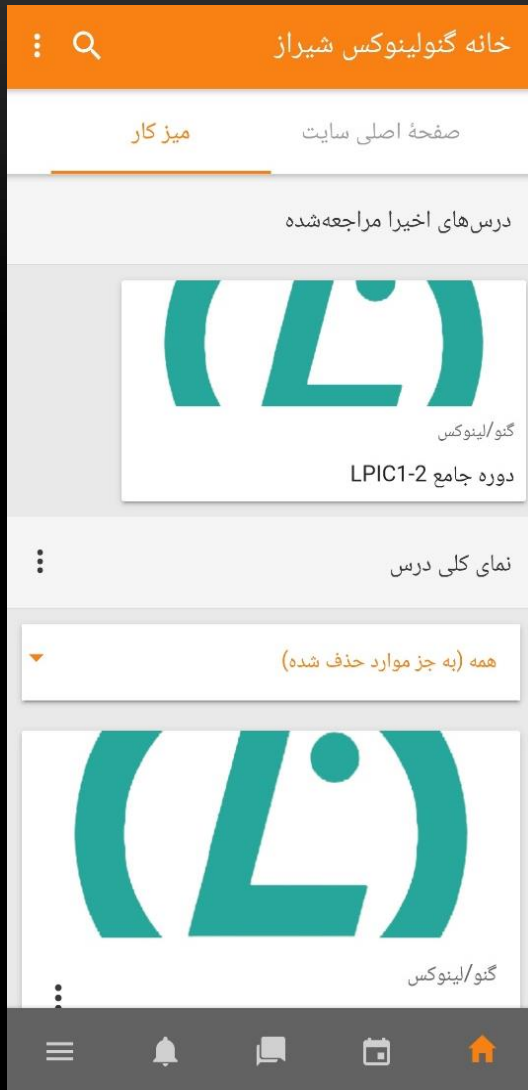 خانه گنولینوکس شیراز
صفحهٔ اصلی سایت
میز کار
درس‌های اخیرا مراجعه‌شده
گنو/لینوکس
دوره جامع LPIC1-2
نمای کلی درس
همه (به جز موارد حذف شده)
گنو/لینوکس